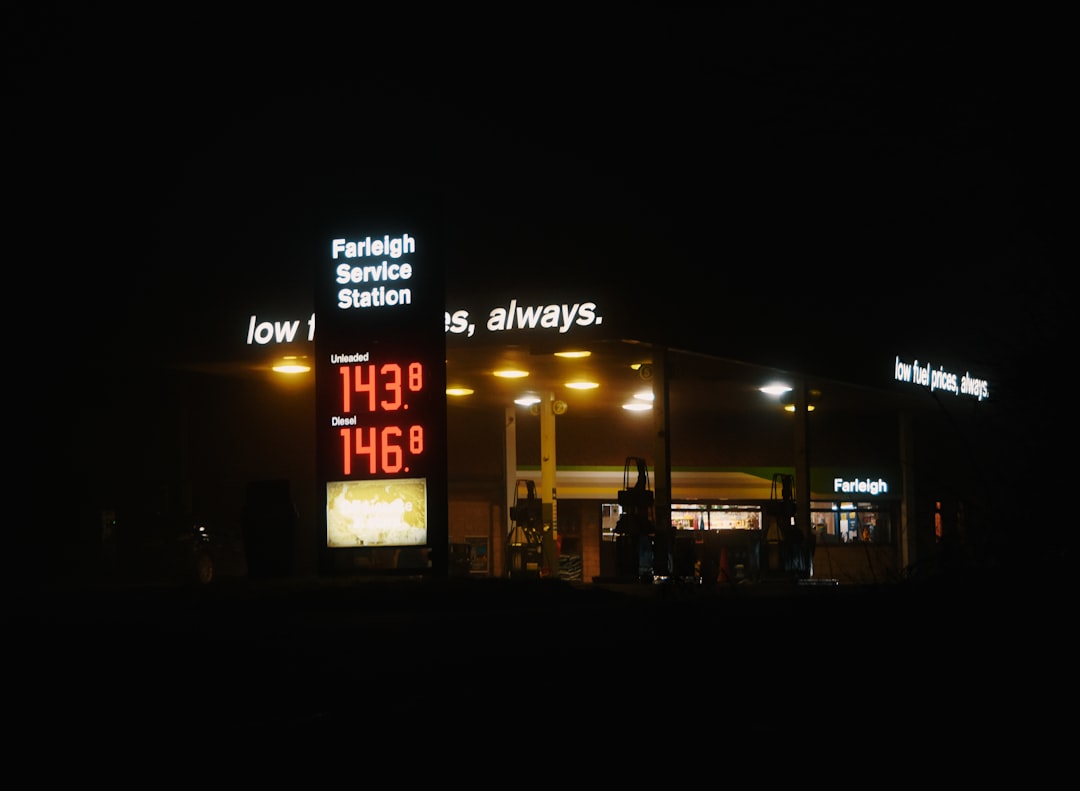 Farleigh
Service
Station
low f
es, always.
Unleaded
143.8
Diesel
146.8
low fuel prices, always.
Farleigh